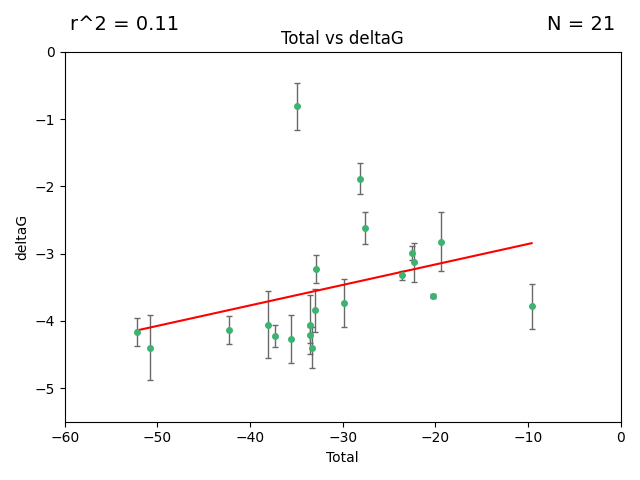 r^2 = 0.11
N = 21
Total vs deltaG
deltaG
0
−1
−2
−3
−4
−5
−60
−50
−40
−30
−20
−10
0
Total